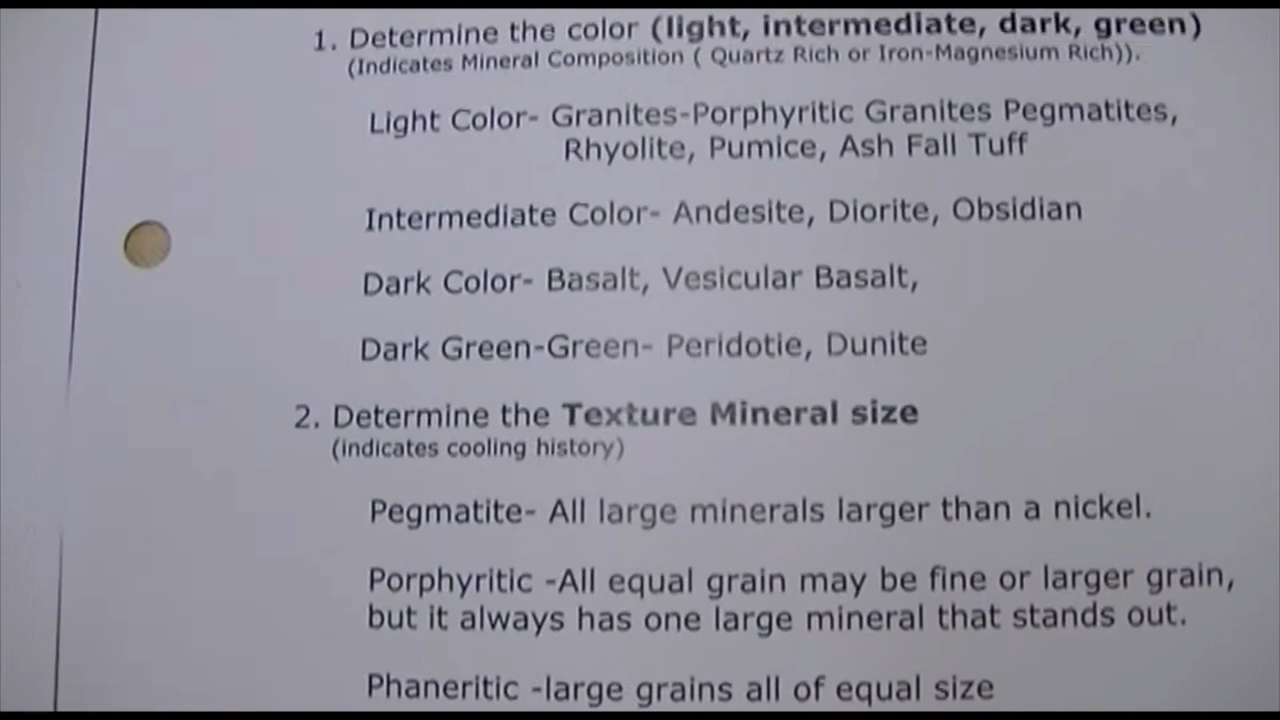 1. Determine the color (light, intermediate, dark, green)
(Indicates Mineral Composition ( Quartz Rich or Iron-Magnesium Rich)).
Light Color- Granites-Porphyritic Granites Pegmatites,
Rhyolite, Pumice, Ash Fall Tuff
Intermediate Color- Andesite, Diorite, Obsidian
Dark Color- Basalt, Vesicular Basalt,
Dark Green-Green- Peridotie, Dunite
2. Determine the Texture Mineral size
(indicates cooling history)
Pegmatite- All large minerals larger than a nickel.
Porphyritic -All equal grain may be fine or larger grain,
but it always has one large mineral that stands out.
Phaneritic -large grains all of equal size